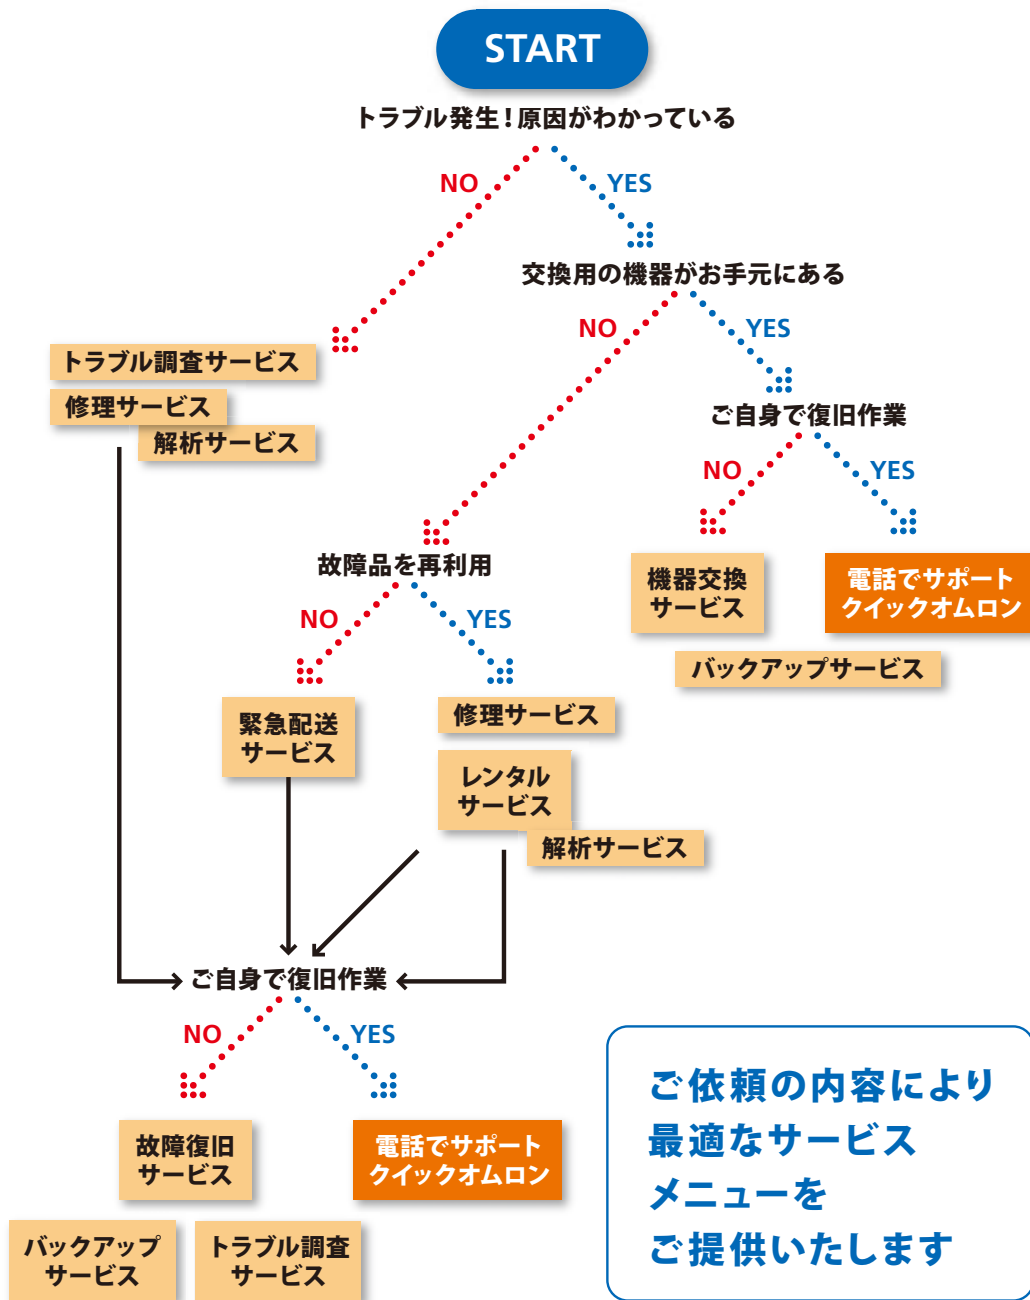 START
トラブル発生！原因がわかっている
NO
YES
交換用の機器がお手元にある
NO
YES
トラブル調査サービス
修理サービス
解析サービス
ご自身で復旧作業
NO
YES
故障品を再利用
機器交換
サービス
電話でサポート
クイックオムロン
NO
YES
バックアップサービス
緊急配送
サービス
修理サービス
レンタル
サービス
解析サービス
ご自身で復旧作業
NO
YES
故障復旧
サービス
電話でサポート
クイックオムロン
バックアップ
サービス
トラブル調査
サービス
ご依頼の内容により
最適なサービス
メニューを
ご提供いたします